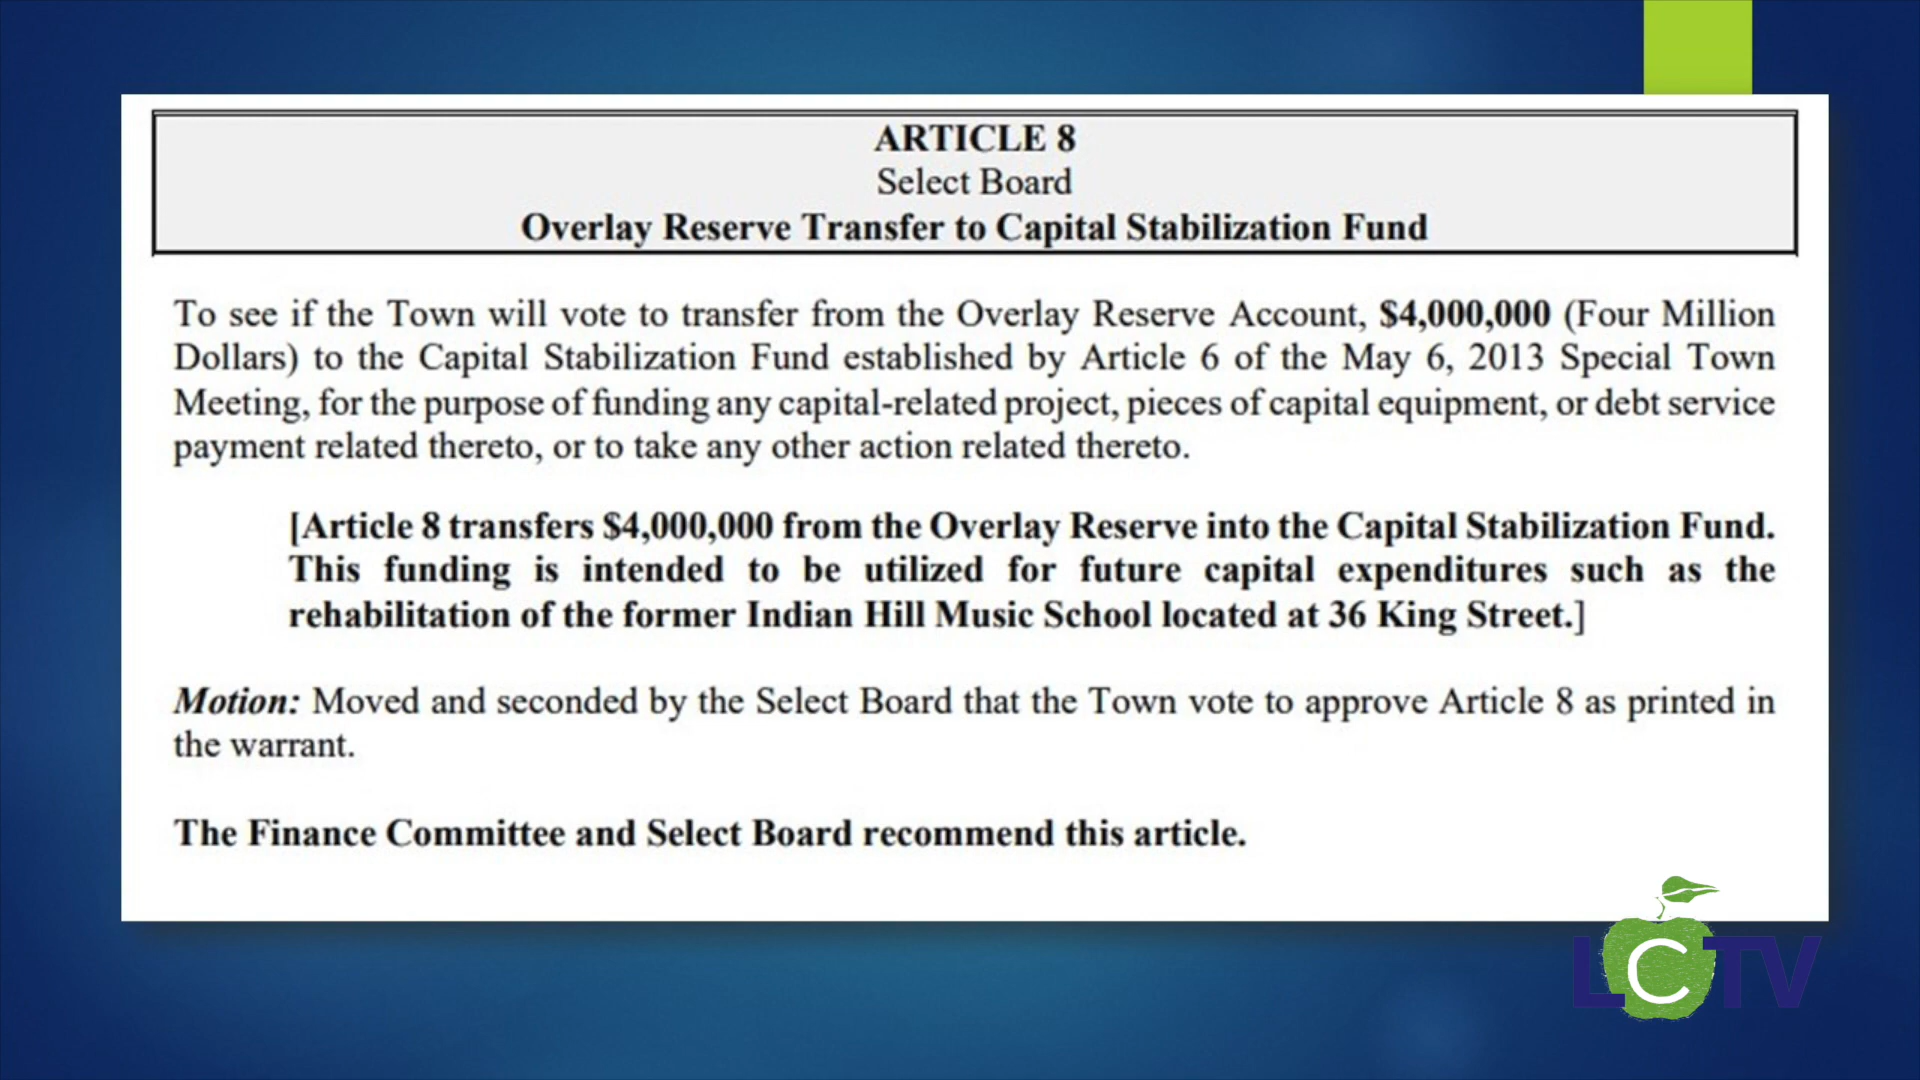 ARTICLE 8
Select Board
Overlay Reserve Transfer to Capital Stabilization Fund
To see if the Town will vote to transfer from the Overlay Reserve Account, $4,000,000 (Four Million
Dollars) to the Capital Stabilization Fund established by Article 6 of the May 6, 2013 Special Town
Meeting, for the purpose of funding any capital-related project, pieces of capital equipment, or debt service
payment related thereto, or to take any other action related thereto.
[Article 8 transfers $4,000,000 from the Overlay Reserve into the Capital Stabilization Fund.
This funding is intended to be utilized for future capital expenditures such as the
rehabilitation of the former Indian Hill Music School located at 36 King Street.]
Motion: Moved and seconded by the Select Board that the Town vote to approve Article 8 as printed in
the warrant.
The Finance Committee and Select Board recommend this article.
LCTV